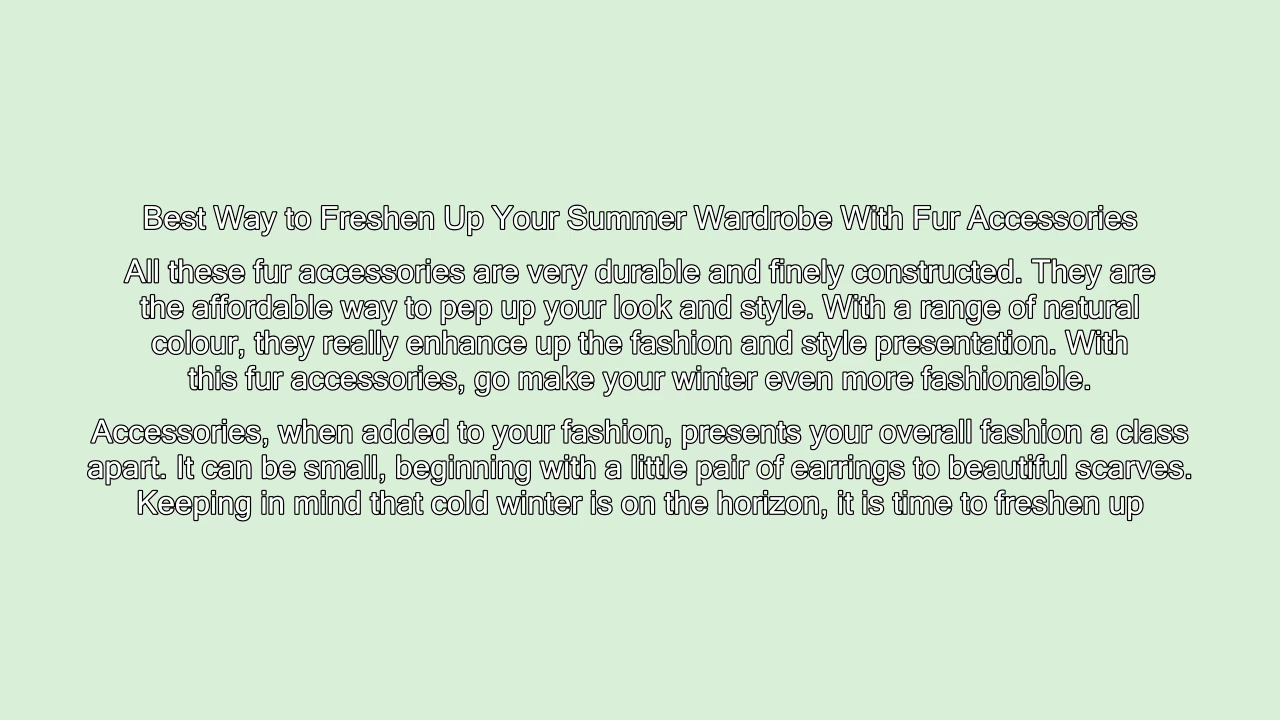 Best Way to Freshen Up Your Summer Wardrobe With Fur Accessories
All these fur accessories are very durable and finely constructed. They are
the affordable way to pep up your look and style. With a range of natural
colour, they really enhance up the fashion and style presentation. With
this fur accessories, go make your winter even more fashionable.
Accessories, when added to your fashion, presents your overall fashion a class
apart. It can be small, beginning with a little pair of earrings to beautiful scarves.
Keeping in mind that cold winter is on the horizon, it is time to freshen up